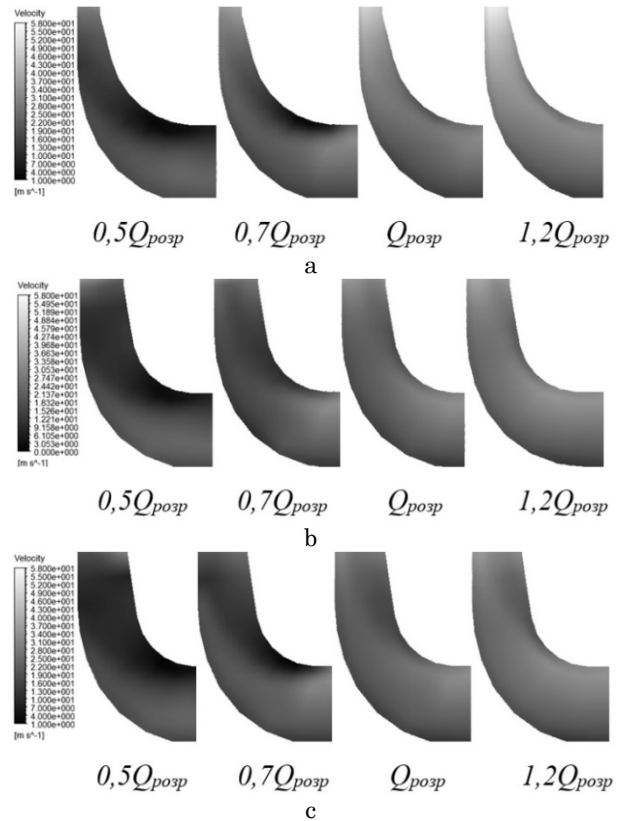 Velocity
5.800e+001
5.500e+001
5.200e+001
4.900e+001
4.600e+001
4.300e+001
4.000e+001
3.700e+001
3.400e+001
3.100e+001
2.800e+001
2.500e+001
2.200e+001
1.900e+001
1.600e+001
1.300e+001
1.000e+001
7.000e+000
4.000e+000
1.000e+000
[m s^-1]
0,5Qрозр 0,7Qрозр Qрозр 1,2Qрозр
a
Velocity
5.800e+001
5.495e+001
5.189e+001
4.884e+001
4.579e+001
4.274e+001
3.968e+001
3.663e+001
3.358e+001
3.053e+001
2.747e+001
2.442e+001
2.137e+001
1.832e+001
1.526e+001
1.221e+001
9.158e+000
6.105e+000
3.053e+000
0.000e+000
[m s^-1]
0,5Qрозр 0,7Qрозр Qрозр 1,2Qрозр
b
Velocity
5.800e+001
5.500e+001
5.200e+001
4.900e+001
4.600e+001
4.300e+001
4.000e+001
3.700e+001
3.400e+001
3.100e+001
2.800e+001
2.500e+001
2.200e+001
1.900e+001
1.600e+001
1.300e+001
1.000e+001
7.000e+000
4.000e+001
1.000e+000
[m s^-1]
0,5Qрозр 0,7Qрозр Qрозр 1,2Qрозр
c